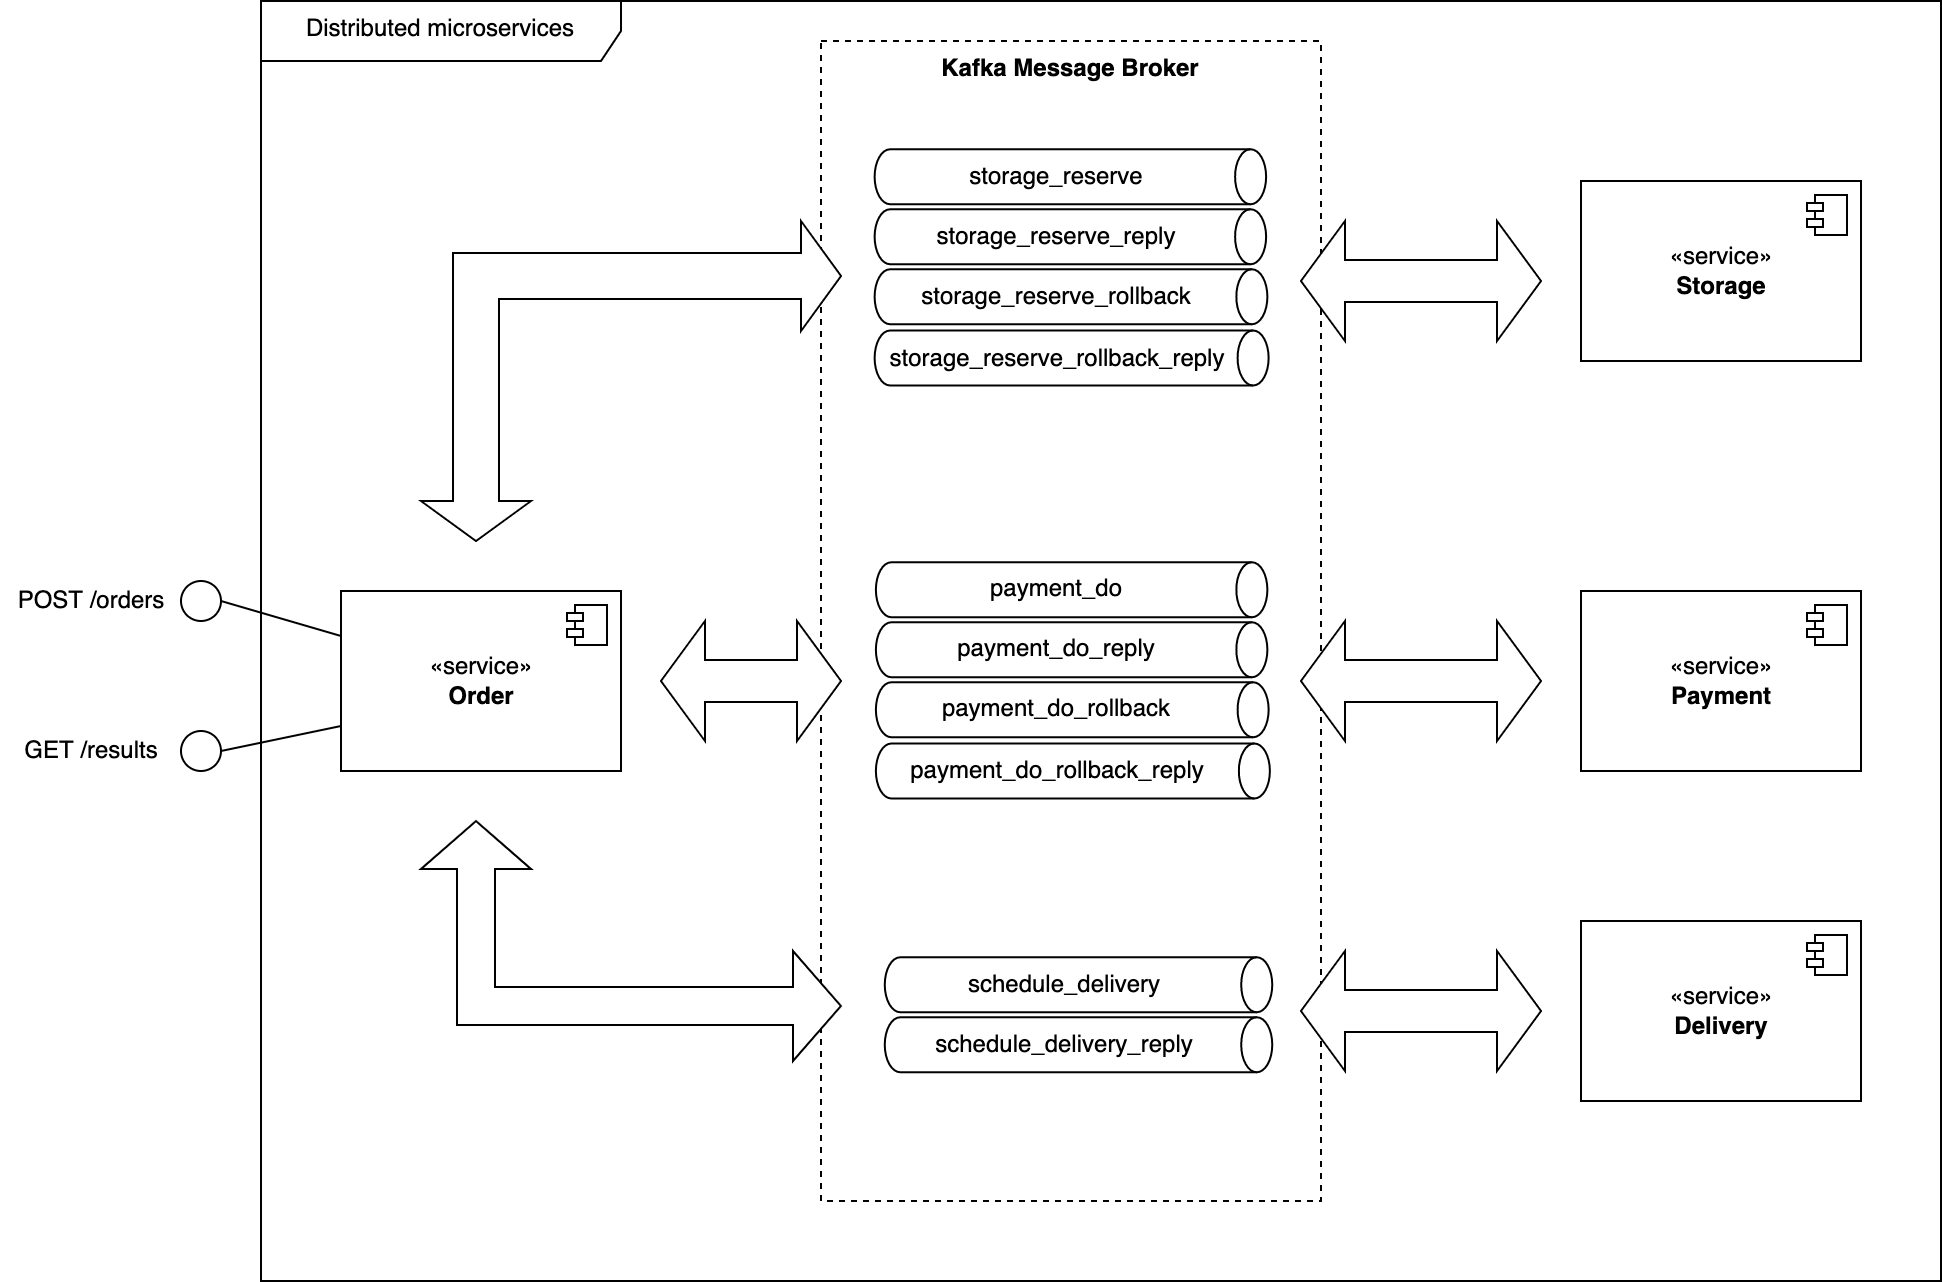 Distributed microservices
Kafka Message Broker
storage_reserve
storage_reserve_reply
storage_reserve_rollback
storage_reserve_rollback_reply
«service»
Storage
POST /orders
GET /results
«service»
Order
payment_do
payment_do_reply
payment_do_rollback
payment_do_rollback_reply
«service»
Payment
schedule_delivery
schedule_delivery_reply
«service»
Delivery